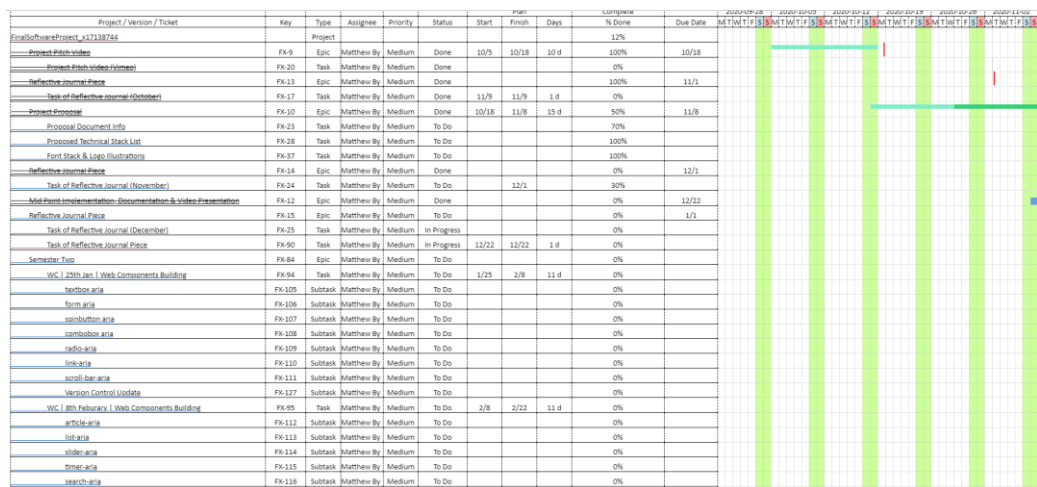 Plan Complete 2020-09-28 2020-10-05 2020-10-12 2020-10-19 2020-10-26 2020-11-02
Project / Version / Ticket Key Type Assignee Priority Status Start Finish Days % Done Due Date M T W T F S S M T W T F S S M T W T F S S M T W T F S S M T W T F S S M T W T F S S
FinalSoftwareProject_x17138744 Project 12%
Project Pitch Video FX-9 Epic Matthew By Medium Done 10/5 10/18 10 d 100% 10/18
Project Pitch Video (Vimeo) FX-20 Task Matthew By Medium Done 0%
Reflective Journal Piece FX-13 Epic Matthew By Medium Done 100% 11/1
Task of Reflective Journal (October) FX-17 Task Matthew By Medium Done 11/9 11/9 1 d 0%
Project Proposal FX-10 Epic Matthew By Medium Done 10/18 11/8 15 d 50% 11/8
Proposal Document Info FX-23 Task Matthew By Medium To Do 70%
Proposed Technical Stack List FX-28 Task Matthew By Medium To Do 100%
Font Stack & Logo Illustrations FX-37 Task Matthew By Medium To Do 100%
Reflective Journal Piece FX-14 Epic Matthew By Medium Done 0% 12/1
Task of Reflective Journal (November) FX-24 Task Matthew By Medium To Do 12/1 30%
Mid Point Implementation, Documentation & Video Presentation FX-12 Epic Matthew By Medium Done 0% 12/22
Reflective Journal Piece FX-15 Epic Matthew By Medium To Do 0% 1/1
Task of Reflective Journal (December) FX-25 Task Matthew By Medium In Progress 0%
Task of Reflective Journal Piece FX-90 Task Matthew By Medium In Progress 12/22 12/22 1 d 0%
Semester Two FX-84 Epic Matthew By Medium To Do 0%
WC | 25th Jan | Web Components Building FX-94 Task Matthew By Medium To Do 1/25 2/8 11 d 0%
textbox aria FX-105 Subtask Matthew By Medium To Do 0%
form aria FX-106 Subtask Matthew By Medium To Do 0%
spinbutton aria FX-107 Subtask Matthew By Medium To Do 0%
combobox aria FX-108 Subtask Matthew By Medium To Do 0%
radio-aria FX-109 Subtask Matthew By Medium To Do 0%
link-aria FX-110 Subtask Matthew By Medium To Do 0%
scroll-bar-aria FX-111 Subtask Matthew By Medium To Do 0%
Version Control Update FX-127 Subtask Matthew By Medium To Do 0%
WC | 8th Feburary | Web Components Building FX-95 Task Matthew By Medium To Do 2/8 2/22 11 d 0%
article-aria FX-112 Subtask Matthew By Medium To Do 0%
list-aria FX-113 Subtask Matthew By Medium To Do 0%
slider-aria FX-114 Subtask Matthew By Medium To Do 0%
timer-aria FX-115 Subtask Matthew By Medium To Do 0%
search-aria FX-116 Subtask Matthew By Medium To Do 0%